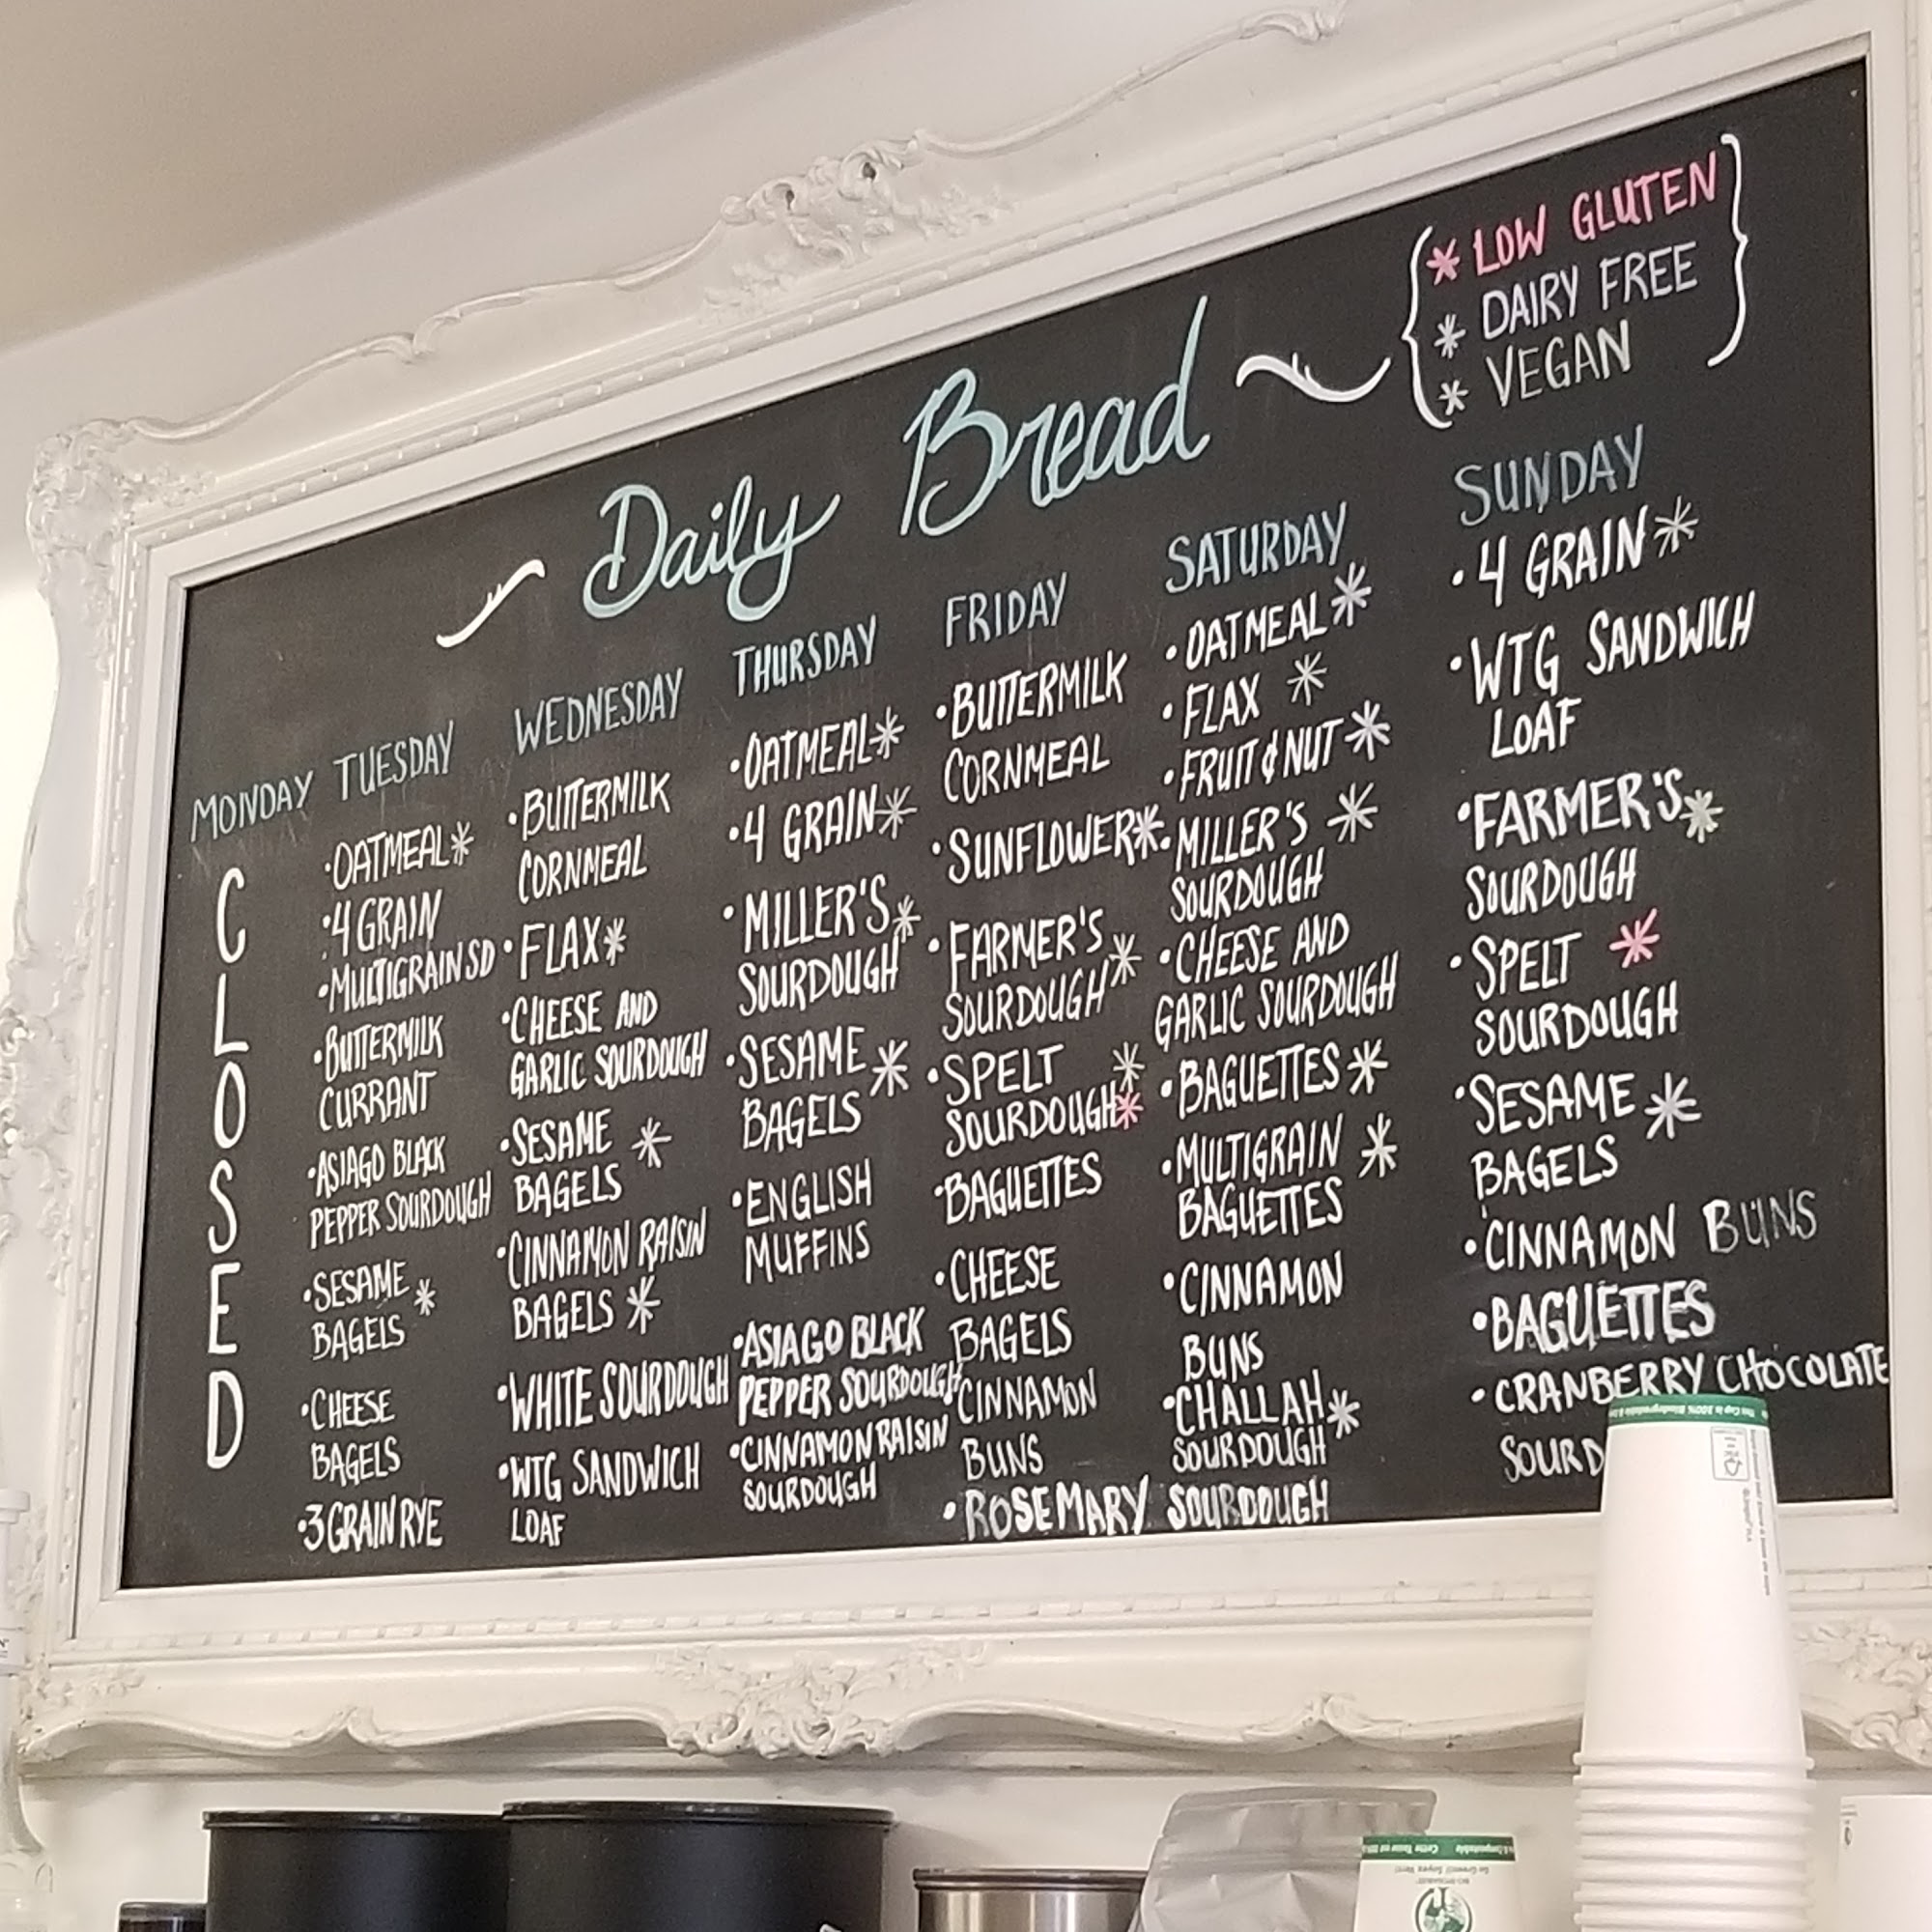 * LOW GLUTEN
* DAIRY FREE
* VEGAN
Daily Bread
MONDAY
CLOSED
TUESDAY
·OATMEAL*
·4 GRAIN
·MULTIGRAIN SD
·BUTTERMILK
CURRANT
·ASIAGO BLACK
PEPPER SOURDOUGH
·SESAME *
BAGELS
·CHEESE
BAGELS
·3 GRAIN RYE
WEDNESDAY
·BUTTERMILK
CORNMEAL
·FLAX*
·CHEESE AND
GARLIC SOURDOUGH
·SESAME *
BAGELS
·CINNAMON RAISIN
BAGELS *
·WHITE SOURDOUGH
·WTG SANDWICH
LOAF
THURSDAY
·OATMEAL*
·4 GRAIN*
·MILLER'S *
SOURDOUGH
·SESAME *
BAGELS
·ENGLISH
MUFFINS
·ASIAGO BLACK
PEPPER SOURDOUGH
·CINNAMON RAISIN
SOURDOUGH
FRIDAY
·BUTTERMILK
CORNMEAL
·SUNFLOWER*
·FARMER'S *
SOURDOUGH
·SPELT *
SOURDOUGH*
·BAGUETTES
·CHEESE
BAGELS
CINNAMON
BUNS
·ROSEMARY SOURDOUGH
SATURDAY
·OATMEAL*
·FLAX *
·FRUIT & NUT*
·MILLER'S *
SOURDOUGH
·CHEESE AND
GARLIC SOURDOUGH
·BAGUETTES*
·MULTIGRAIN *
BAGUETTES
·CINNAMON
BUNS
·CHALLAH*
SOURDOUGH
SUNDAY
·4 GRAIN*
·WTG SANDWICH
LOAF
·FARMER'S*
SOURDOUGH
·SPELT *
SOURDOUGH
·SESAME *
BAGELS
·CINNAMON BUNS
·BAGUETTES
·CRANBERRY CHOCOLATE
SOURD